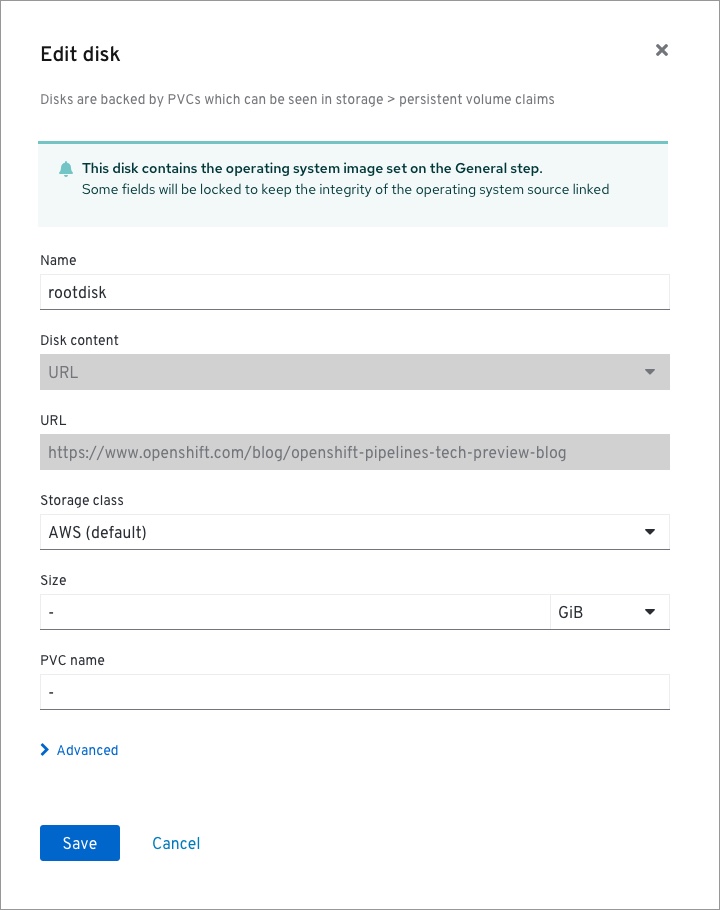 Edit disk
Disks are backed by PVCs which can be seen in storage > persistent volume claims
This disk contains the operating system image set on the General step.
Some fields will be locked to keep the integrity of the operating system source linked
Name
rootdisk
Disk content
URL
URL
https://www.openshift.com/blog/openshift-pipelines-tech-preview-blog
Storage class
AWS (default)
Size
- GiB
PVC name
-
Advanced
Save Cancel